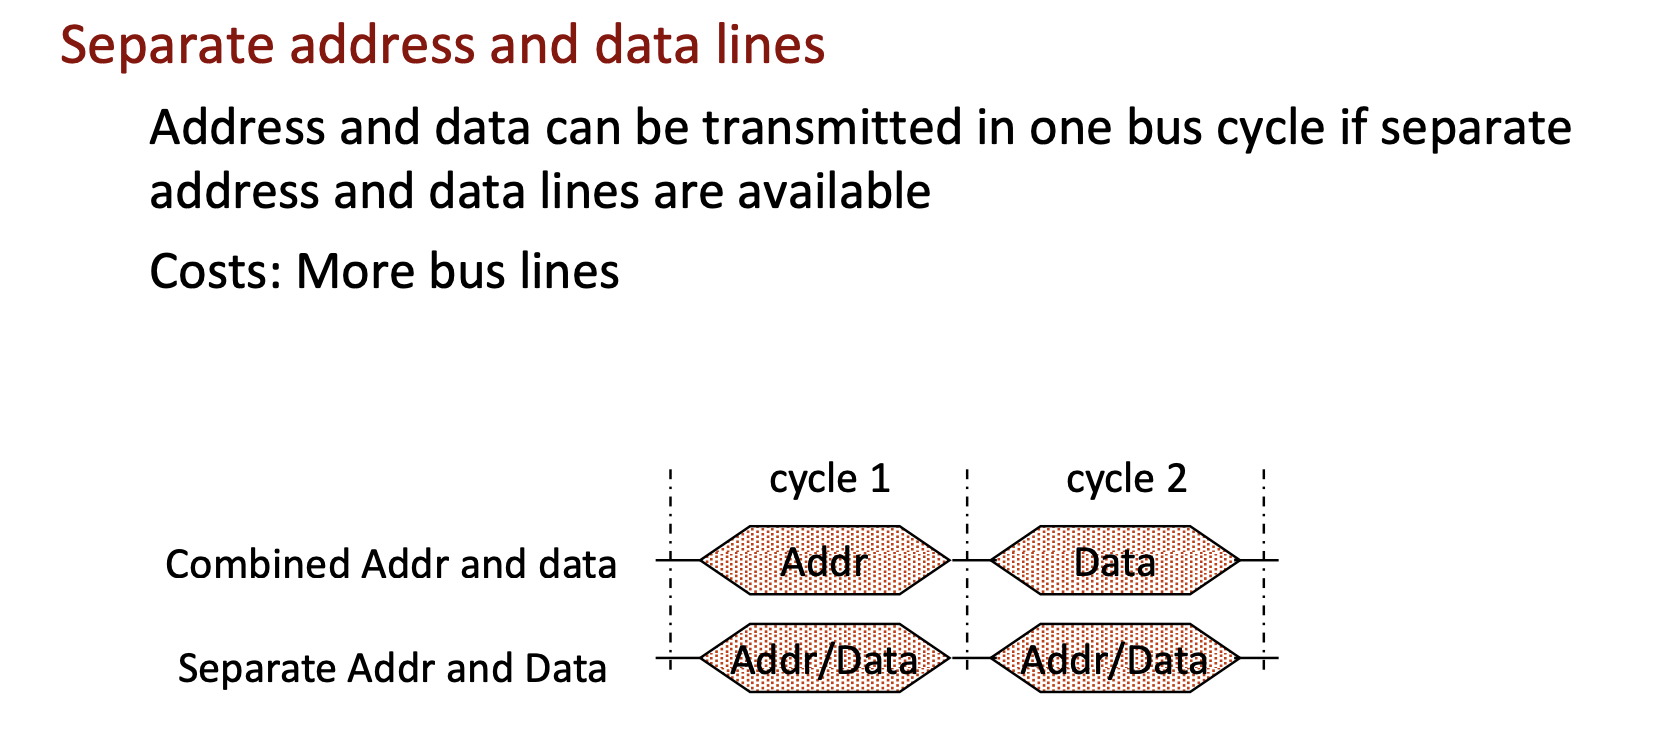 Separate address and data lines
Address and data can be transmitted in one bus cycle if separate
address and data lines are available
Costs: More bus lines
cycle 1 cycle 2
Combined Addr and data Addr Data
Separate Addr and Data Addr/Data Addr/Data